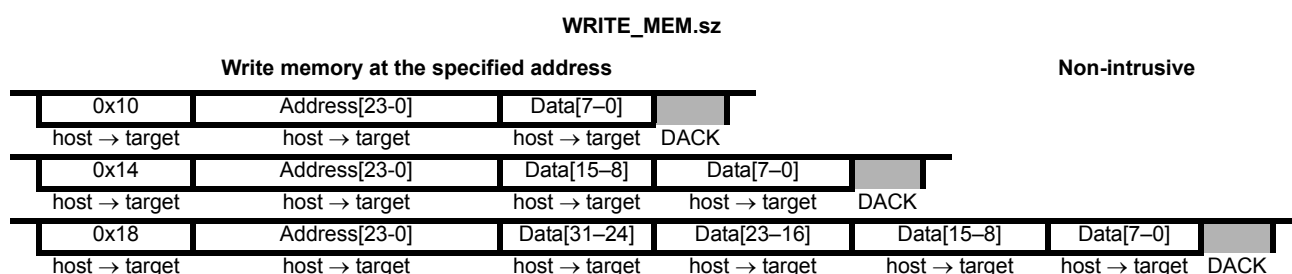 WRITE_MEM.sz
Write memory at the specified address Non-intrusive
0x10 Address[23-0] Data[7–0]
host → target host → target host → target DACK
0x14 Address[23-0] Data[15–8] Data[7–0]
host → target host → target host → target host → target DACK
0x18 Address[23-0] Data[31–24] Data[23–16] Data[15–8] Data[7–0]
host → target host → target host → target host → target host → target host → target DACK